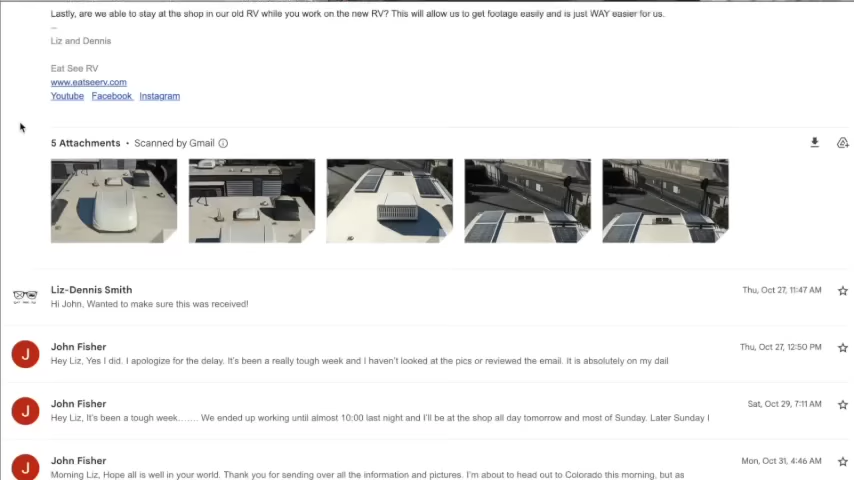 Lastly, are we able to stay at the shop in our old RV while you work on the new RV? This will allow us to get footage easily and is just WAY easier for us.
--
Liz and Dennis
Eat See RV
www.eatseerv.com
Youtube Facebook Instagram
5 Attachments • Scanned by Gmail
Liz-Dennis Smith Thu, Oct 27, 11:47 AM
Hi John, Wanted to make sure this was received!
John Fisher Thu, Oct 27, 12:50 PM
Hey Liz, Yes I did. I apologize for the delay. It's been a really tough week and I haven't looked at the pics or reviewed the email. It is absolutely on my dail
John Fisher Sat, Oct 29, 7:11 AM
Hey Liz, It's been a tough week……. We ended up working until almost 10:00 last night and I'll be at the shop all day tomorrow and most of Sunday. Later Sunday I
John Fisher Mon, Oct 31, 4:46 AM
Morning Liz, Hope all is well in your world. Thank you for sending over all the information and pictures. I'm about to head out to Colorado this morning, but as
J
J
J